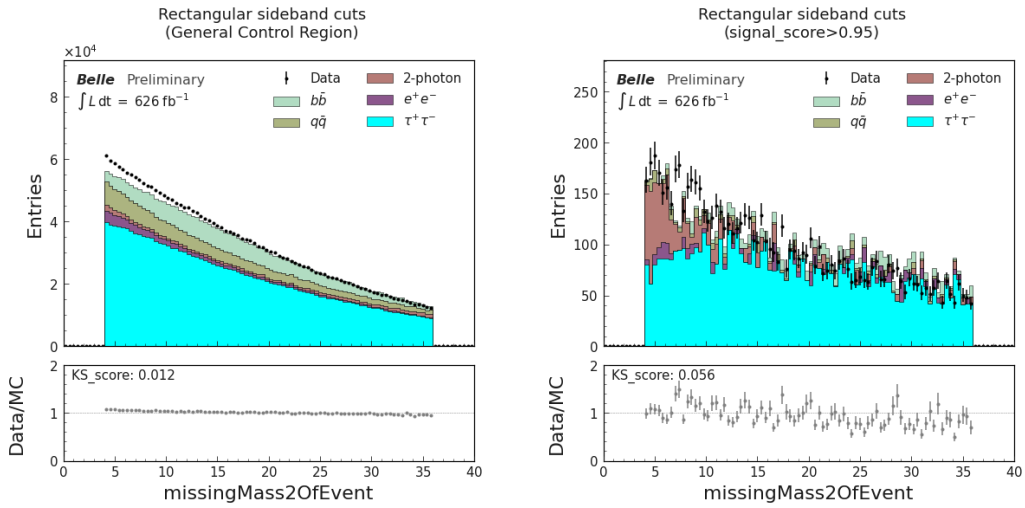 Rectangular sideband cuts
(General Control Region)
×10⁴
Belle Preliminary
∫ L dt = 626 fb⁻¹
Data
bb̄
qq̄
2-photon
e⁺e⁻
τ⁺τ⁻
Entries
8
6
4
2
0
KS_score: 0.012
Data/MC
2
1
0
0 5 10 15 20 25 30 35 40
missingMass2OfEvent
Rectangular sideband cuts
(signal_score>0.95)
Belle Preliminary
∫ L dt = 626 fb⁻¹
Data
bb̄
qq̄
2-photon
e⁺e⁻
τ⁺τ⁻
Entries
250
200
150
100
50
0
KS_score: 0.056
Data/MC
2
1
0
0 5 10 15 20 25 30 35 40
missingMass2OfEvent